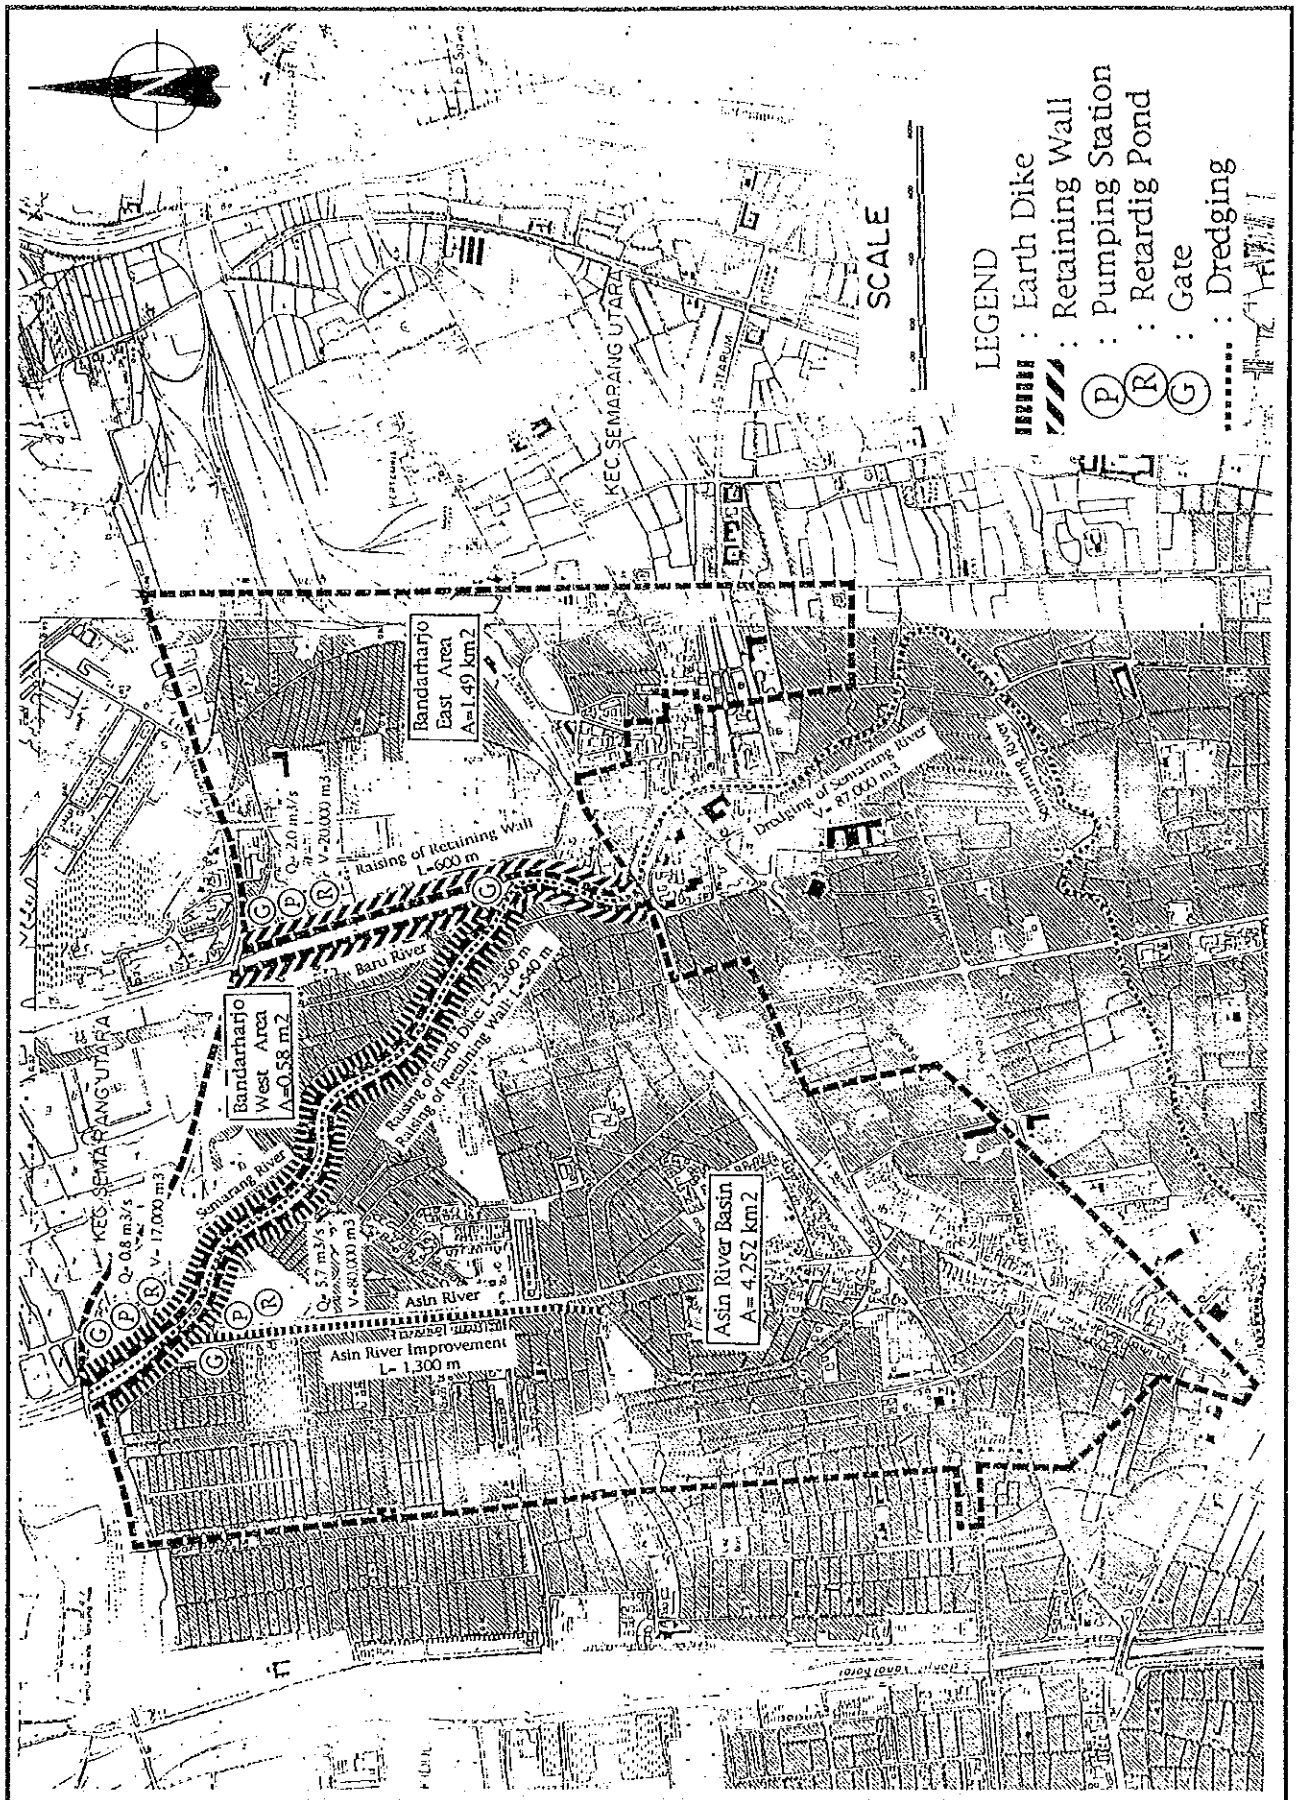 N
SCALE
LEGEND
: Earth Dike
: Retaining Wall
P : Pumping Station
R : Retardig Pond
G : Gate
: Dredging
KEC SEMARANG UTARA
CITARUM
Bandarharjo
East Area
A=1.49 km2
G P R
Q= 2.0 m3/s
V= 20,000 m3
Raising of Retaining Wall
L=600 m
G
Baru River
KEC SEMARANG UTARA
Bandarharjo
West Area
A=0.58 m2
Semarang River
Raising of Earth Dike: L=2,360 m
Raising of Retaining Wall: L=540 m
G P R
Q= 0.8 m3/s
V= 17,000 m3
G P R
Q= 5.7 m3/s
V=80,000 m3
Asin River
Asin River Improvement
L= 1,300 m
Asin River Basin
A= 4.252 km2
Dredging of Semarang River
V= 87,000 m3
Semarang River